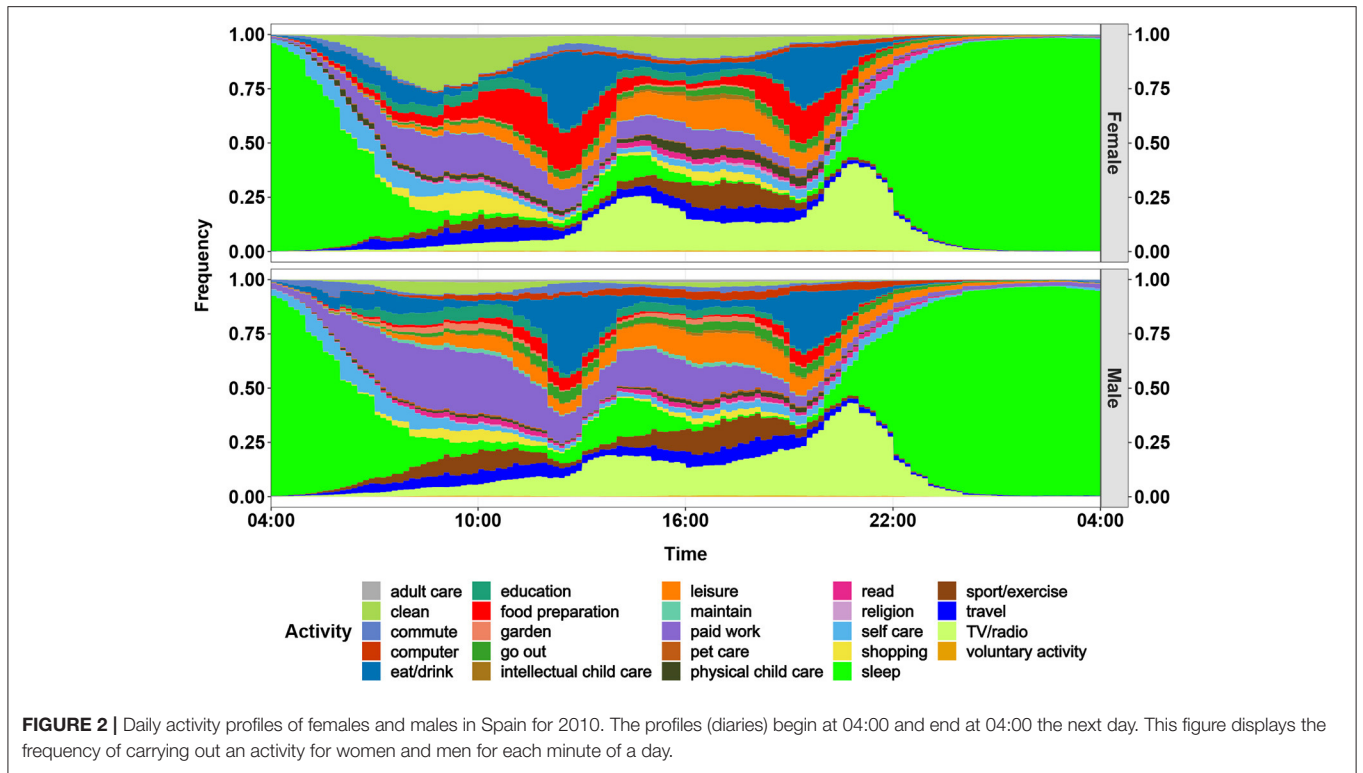 1.00
0.75
0.50
0.25
0.00
1.00
0.75
0.50
0.25
0.00
Female
1.00
0.75
0.50
0.25
0.00
1.00
0.75
0.50
0.25
0.00
Male
Frequency
04:00 10:00 16:00 22:00 04:00
Time
Activity
adult care education leisure read sport/exercise
clean food preparation maintain religion travel
commute garden paid work self care TV/radio
computer go out pet care shopping voluntary activity
eat/drink intellectual child care physical child care sleep
FIGURE 2 | Daily activity profiles of females and males in Spain for 2010. The profiles (diaries) begin at 04:00 and end at 04:00 the next day. This figure displays the
frequency of carrying out an activity for women and men for each minute of a day.